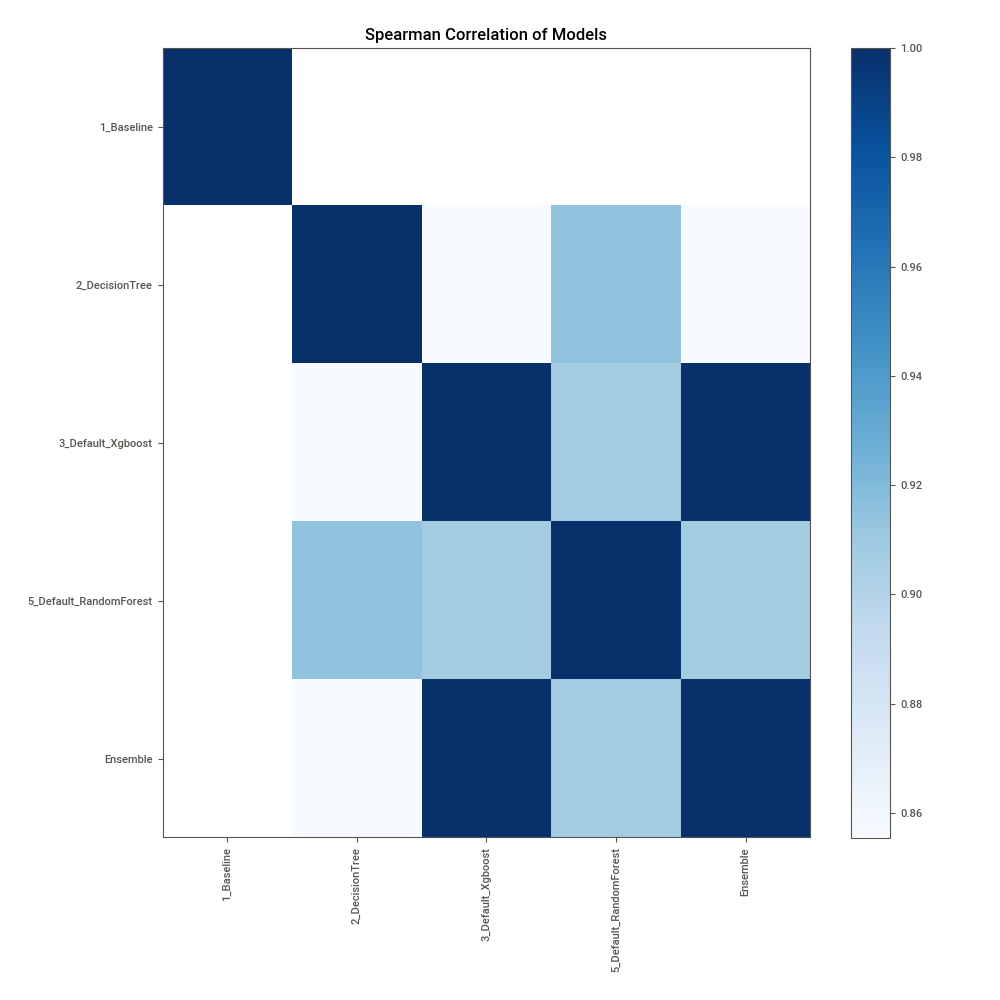 Spearman Correlation of Models
1_Baseline
2_DecisionTree
3_Default_Xgboost
5_Default_RandomForest
Ensemble
1_Baseline
2_DecisionTree
3_Default_Xgboost
5_Default_RandomForest
Ensemble
1.00
0.98
0.96
0.94
0.92
0.90
0.88
0.86